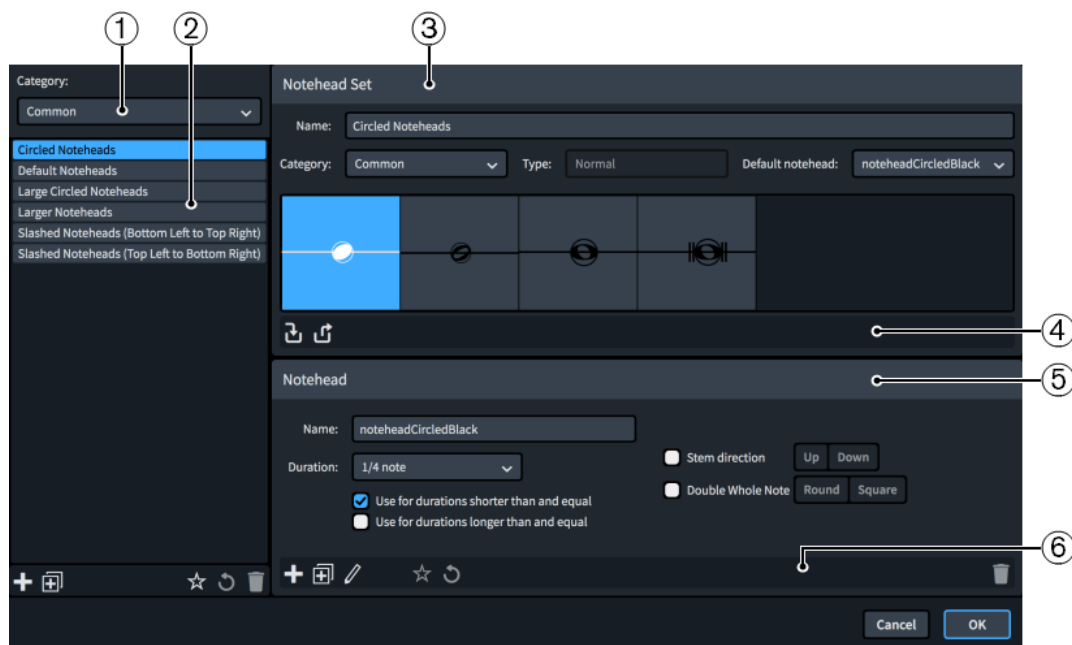 1 2 3
Category:
Common
Circled Noteheads
Default Noteheads
Large Circled Noteheads
Larger Noteheads
Slashed Noteheads (Bottom Left to Top Right)
Slashed Noteheads (Top Left to Bottom Right)
Notehead Set
Name: Circled Noteheads
Category: Common Type: Normal Default notehead: noteheadCircledBlack
4
5
Notehead
Name: noteheadCircledBlack
Duration: 1/4 note
Use for durations shorter than and equal
Use for durations longer than and equal
Stem direction Up Down
Double Whole Note Round Square
6
Cancel OK